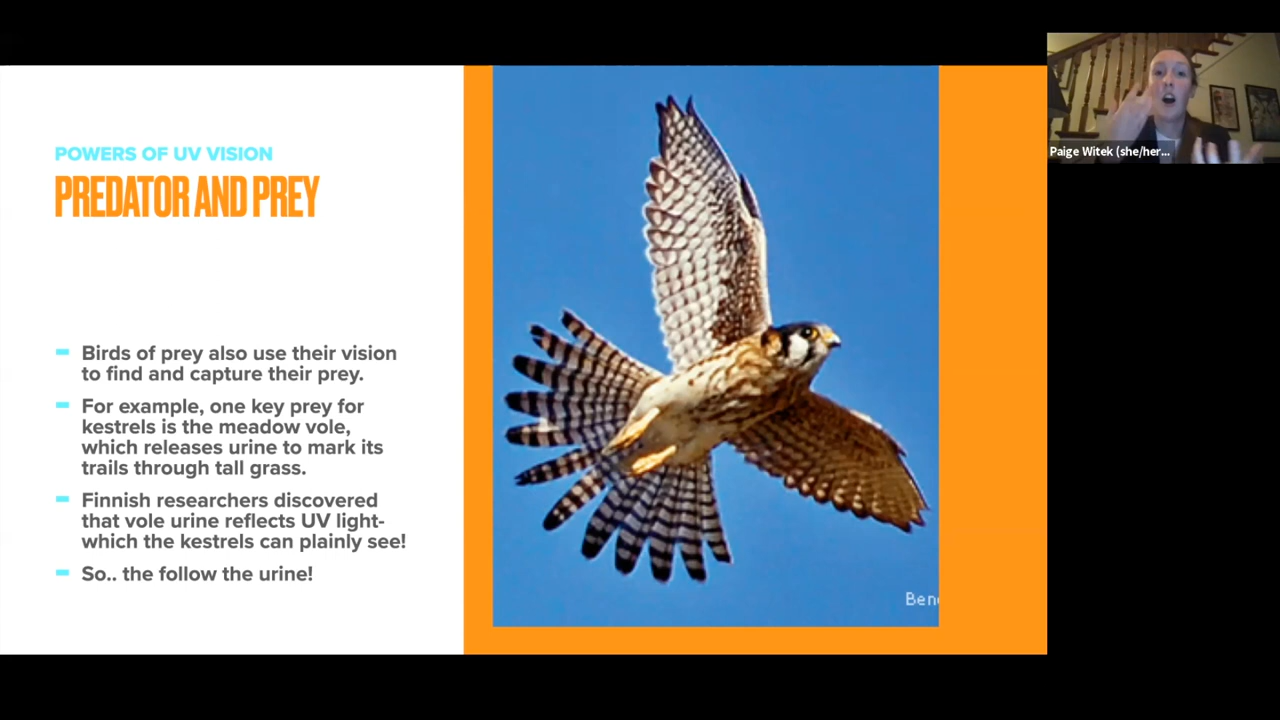 POWERS OF UV VISION
PREDATOR AND PREY
Birds of prey also use their vision
to find and capture their prey.
For example, one key prey for
kestrels is the meadow vole,
which releases urine to mark its
trails through tall grass.
Finnish researchers discovered
that vole urine reflects UV light-
which the kestrels can plainly see!
So.. the follow the urine!
Ben
Paige Witek (she/her...